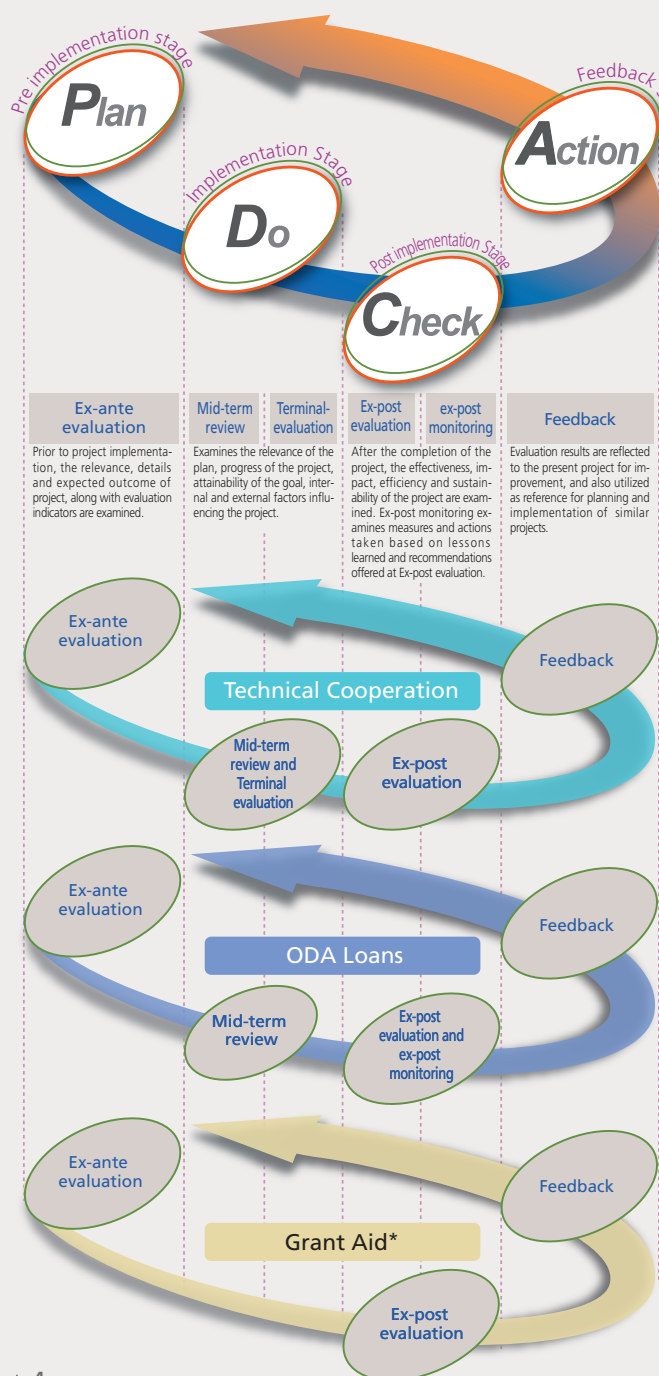 Pre implementation stage
Plan
Implementation Stage
Do
Post implementation Stage
Check
Feedback
Action
Ex-ante
evaluation
Prior to project implementa-
tion, the relevance, details
and expected outcome of
project, along with evaluation
indicators are examined.
Mid-term
review
Terminal-
evaluation
Examines the relevance of the
plan, progress of the project,
attainability of the goal, inter-
nal and external factors influ-
encing the project.
Ex-post
evaluation
ex-post
monitoring
After the completion of the
project, the effectiveness, im-
pact, efficiency and sustain-
ability of the project are exam-
ined. Ex-post monitoring ex-
amines measures and actions
taken based on lessons
learned and recommendations
offered at Ex-post evaluation.
Feedback
Evaluation results are reflected
to the present project for im-
provement, and also utilized
as reference for planning and
implementation of similar
projects.
Ex-ante
evaluation
Feedback
Technical Cooperation
Mid-term
review and
Terminal
evaluation
Ex-post
evaluation
Ex-ante
evaluation
Feedback
ODA Loans
Mid-term
review
Ex-post
evaluation and
ex-post
monitoring
Ex-ante
evaluation
Feedback
Grant Aid*
Ex-post
evaluation